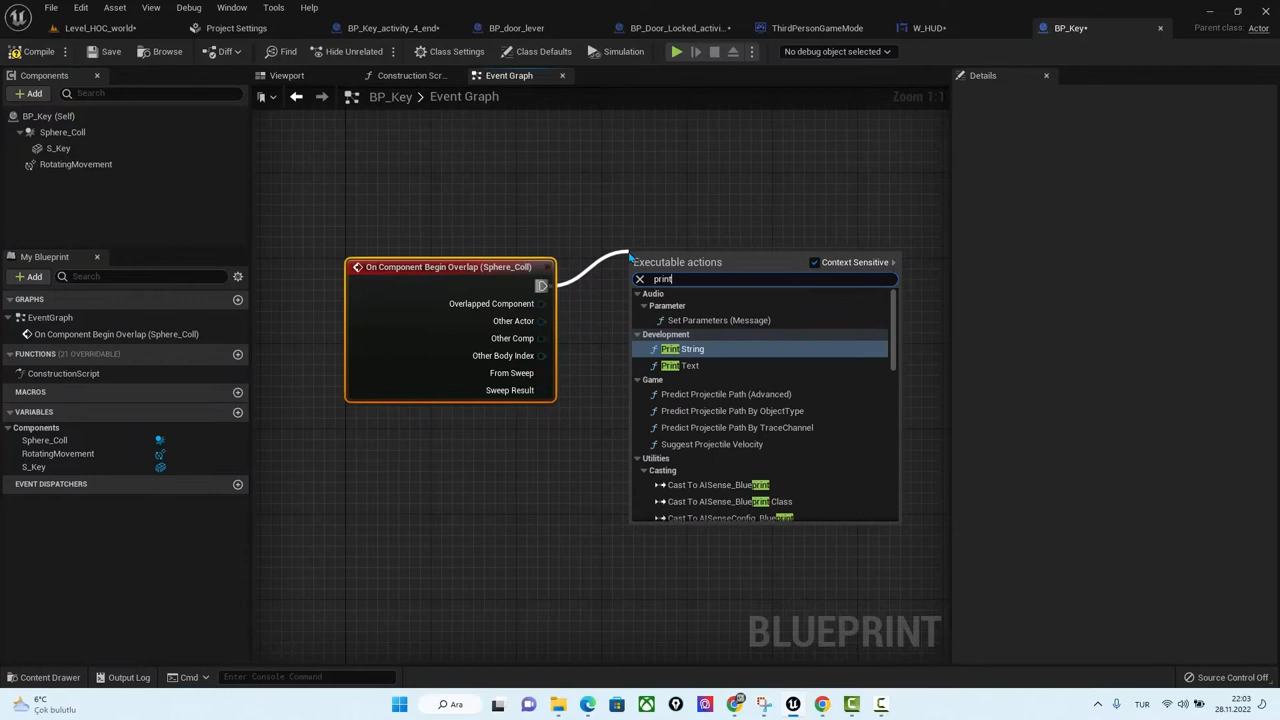 File Edit Asset View Debug Window Tools Help
Level_HOC_world* Project Settings BP_Key_activity_4_end* BP_door_lever BP_Door_Locked_activi...* ThirdPersonGameMode W_HUD* BP_Key* Parent class: Actor
Compile Save Browse Diff Find Hide Unrelated Class Settings Class Defaults Simulation No debug object selected
Components Viewport Construction Scr... Event Graph Details
Add Search BP_Key > Event Graph Zoom 1:1
BP_Key (Self)
Sphere_Coll
S_Key
RotatingMovement
My Blueprint
Add Search
GRAPHS
EventGraph
On Component Begin Overlap (Sphere_Coll)
FUNCTIONS (21 OVERRIDABLE)
ConstructionScript
MACROS
VARIABLES
Components
Sphere_Coll
RotatingMovement
S_Key
EVENT DISPATCHERS
On Component Begin Overlap (Sphere_Coll)
Overlapped Component
Other Actor
Other Comp
Other Body Index
From Sweep
Sweep Result
Executable actions Context Sensitive
print
Audio
Parameter
Set Parameters (Message)
Development
Print String
Print Text
Game
Predict Projectile Path (Advanced)
Predict Projectile Path By ObjectType
Predict Projectile Path By TraceChannel
Suggest Projectile Velocity
Utilities
Casting
Cast To AISense_Blueprint
Cast To AISense_Blueprint Class
Cast To AISenseConfig_Blueprint
BLUEPRINT
Content Drawer Output Log Cmd Enter Console Command Source Control Off
6°C
Çok bulutlu
Ara
TUR
22:03
28.11.2022